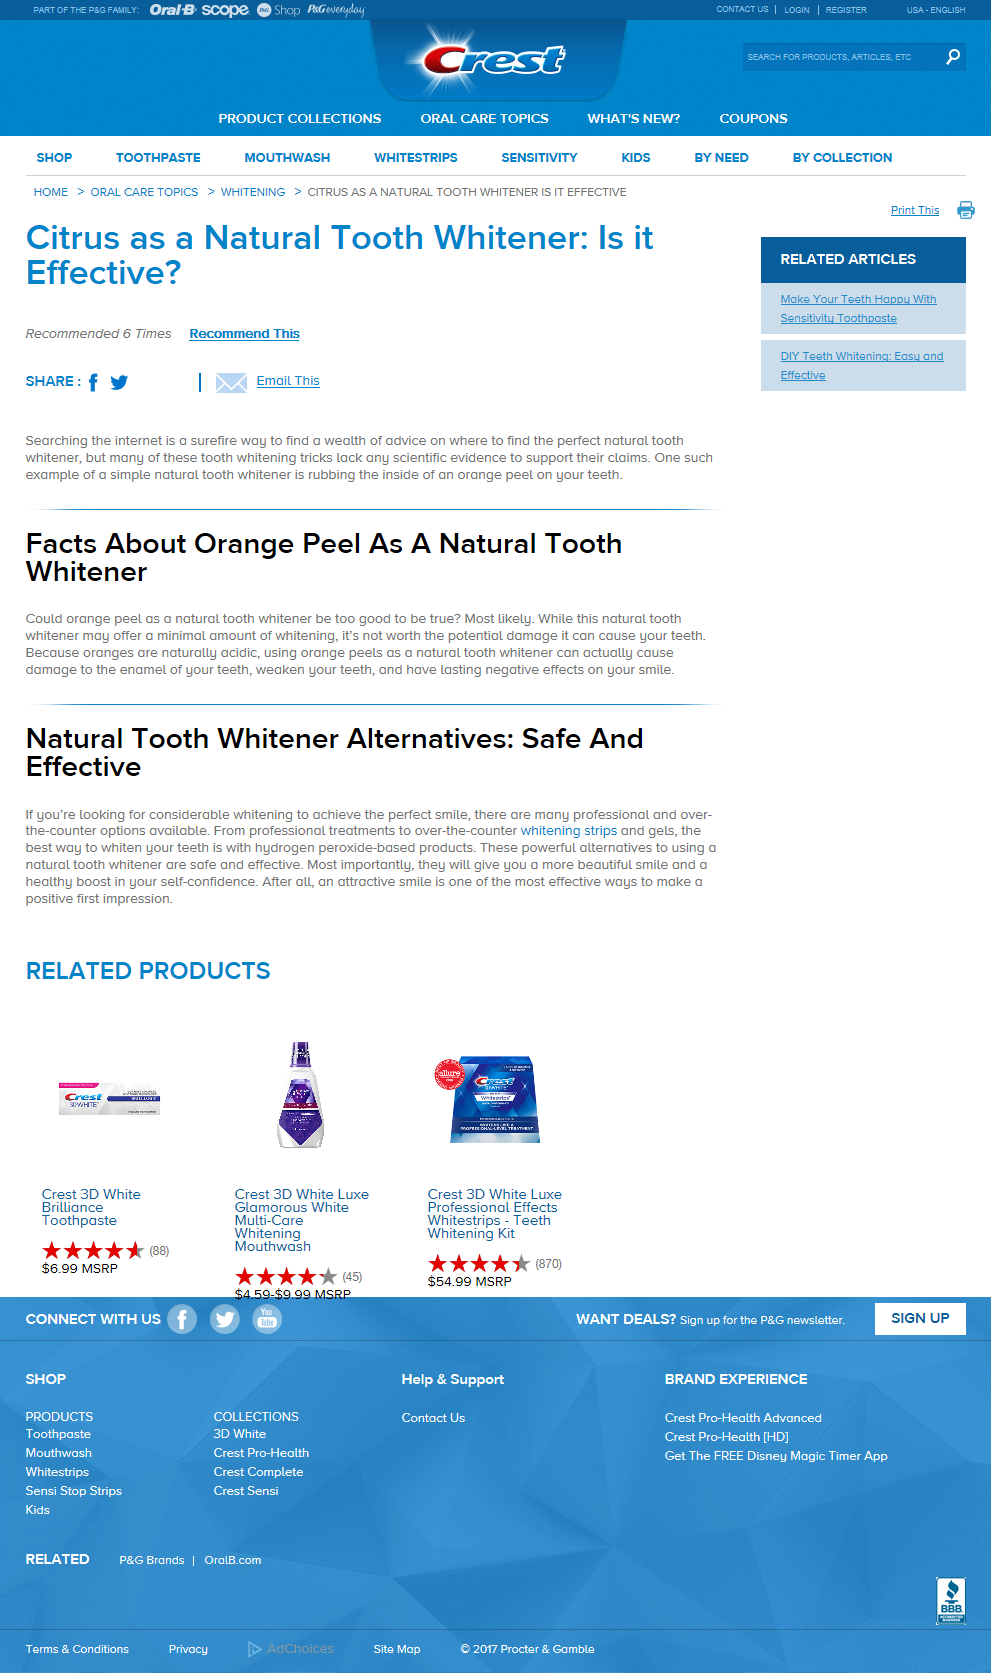 PART OF THE P&G FAMILY: Oral-B scope. P&G Shop P&G everyday
CONTACT US | LOGIN | REGISTER USA - ENGLISH
Crest
SEARCH FOR PRODUCTS, ARTICLES, ETC
PRODUCT COLLECTIONS ORAL CARE TOPICS WHAT'S NEW? COUPONS
SHOP TOOTHPASTE MOUTHWASH WHITESTRIPS SENSITIVITY KIDS BY NEED BY COLLECTION
HOME > ORAL CARE TOPICS > WHITENING > CITRUS AS A NATURAL TOOTH WHITENER IS IT EFFECTIVE
Print This
Citrus as a Natural Tooth Whitener: Is it
Effective?
Recommended 6 Times Recommend This
SHARE : | Email This
RELATED ARTICLES
Make Your Teeth Happy With
Sensitivity Toothpaste
DIY Teeth Whitening: Easy and
Effective
Searching the internet is a surefire way to find a wealth of advice on where to find the perfect natural tooth
whitener, but many of these tooth whitening tricks lack any scientific evidence to support their claims. One such
example of a simple natural tooth whitener is rubbing the inside of an orange peel on your teeth.
Facts About Orange Peel As A Natural Tooth
Whitener
Could orange peel as a natural tooth whitener be too good to be true? Most likely. While this natural tooth
whitener may offer a minimal amount of whitening, it's not worth the potential damage it can cause your teeth.
Because oranges are naturally acidic, using orange peels as a natural tooth whitener can actually cause
damage to the enamel of your teeth, weaken your teeth, and have lasting negative effects on your smile.
Natural Tooth Whitener Alternatives: Safe And
Effective
If you're looking for considerable whitening to achieve the perfect smile, there are many professional and over-
the-counter options available. From professional treatments to over-the-counter whitening strips and gels, the
best way to whiten your teeth is with hydrogen peroxide-based products. These powerful alternatives to using a
natural tooth whitener are safe and effective. Most importantly, they will give you a more beautiful smile and a
healthy boost in your self-confidence. After all, an attractive smile is one of the most effective ways to make a
positive first impression.
RELATED PRODUCTS
Crest
3D WHITE
BRILLIANCE
allure
Crest
3D WHITE
Whitestrips
PROFESSIONAL EFFECTS
WHITENS LIKE A
PROFESSIONAL-LEVEL TREATMENT
Crest 3D White
Brilliance
Toothpaste
(88)
$6.99 MSRP
Crest 3D White Luxe
Glamorous White
Multi-Care
Whitening
Mouthwash
(45)
$4.59-$9.99 MSRP
Crest 3D White Luxe
Professional Effects
Whitestrips - Teeth
Whitening Kit
(870)
$54.99 MSRP
CONNECT WITH US You Tube
WANT DEALS? Sign up for the P&G newsletter. SIGN UP
SHOP
PRODUCTS
Toothpaste
Mouthwash
Whitestrips
Sensi Stop Strips
Kids
COLLECTIONS
3D White
Crest Pro-Health
Crest Complete
Crest Sensi
Help & Support
Contact Us
BRAND EXPERIENCE
Crest Pro-Health Advanced
Crest Pro-Health [HD]
Get The FREE Disney Magic Timer App
RELATED P&G Brands | OralB.com
BBB
ACCREDITED
BUSINESS
Terms & Conditions Privacy AdChoices Site Map © 2017 Procter & Gamble